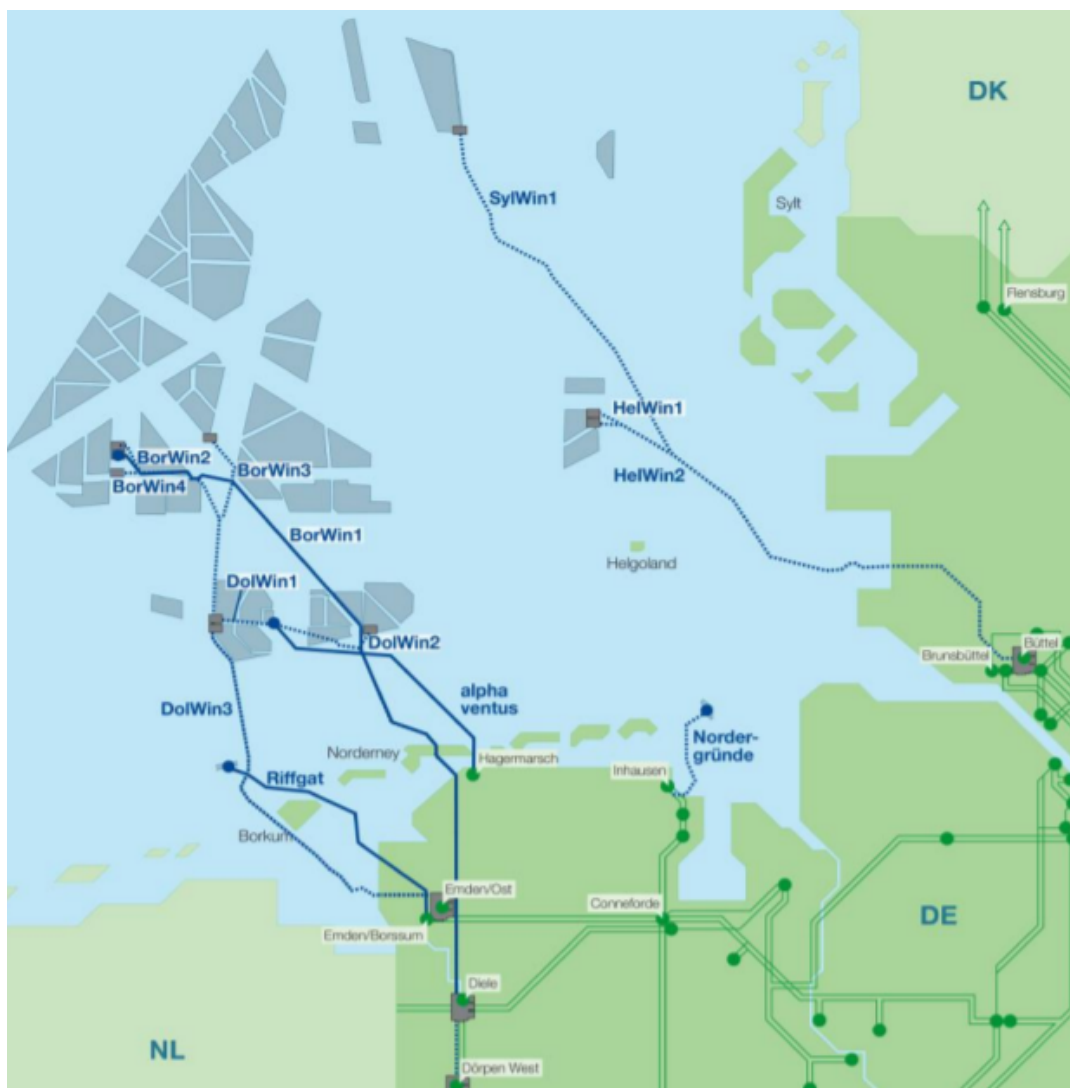 DK
SylWin1
Sylt
Flensburg
HelWin1
BorWin2
BorWin3
HelWin2
BorWin4
BorWin1
Helgoland
DolWin1
DolWin2
Büttel
Brunsbüttel
DolWin3
alpha
ventus
Norderney
Hagermarsch
Norder-
gründe
Inhausen
Riffgat
Borkum
Emden/Ost
Conneforde
DE
Emden/Borssum
Diele
NL
Dörpen West